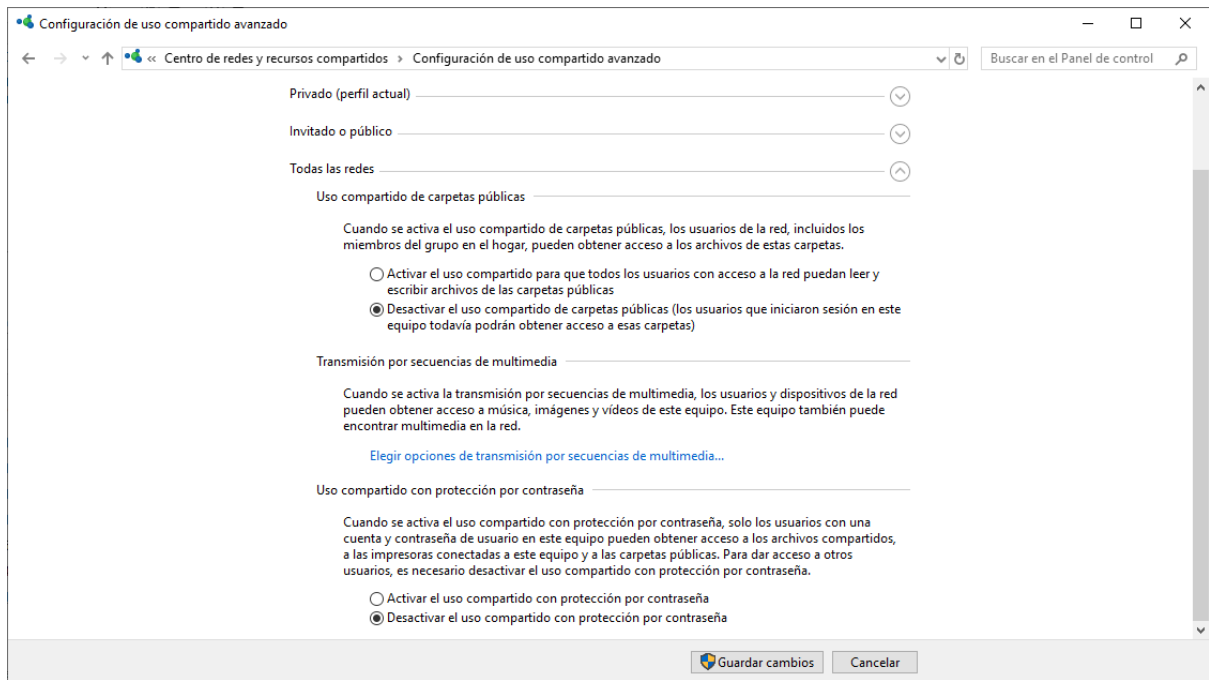 Configuración de uso compartido avanzado
« Centro de redes y recursos compartidos > Configuración de uso compartido avanzado
Buscar en el Panel de control
Privado (perfil actual)
Invitado o público
Todas las redes
Uso compartido de carpetas públicas
Cuando se activa el uso compartido de carpetas públicas, los usuarios de la red, incluidos los
miembros del grupo en el hogar, pueden obtener acceso a los archivos de estas carpetas.
Activar el uso compartido para que todos los usuarios con acceso a la red puedan leer y
escribir archivos de las carpetas públicas
Desactivar el uso compartido de carpetas públicas (los usuarios que iniciaron sesión en este
equipo todavía podrán obtener acceso a esas carpetas)
Transmisión por secuencias de multimedia
Cuando se activa la transmisión por secuencias de multimedia, los usuarios y dispositivos de la red
pueden obtener acceso a música, imágenes y vídeos de este equipo. Este equipo también puede
encontrar multimedia en la red.
Elegir opciones de transmisión por secuencias de multimedia...
Uso compartido con protección por contraseña
Cuando se activa el uso compartido con protección por contraseña, solo los usuarios con una
cuenta y contraseña de usuario en este equipo pueden obtener acceso a los archivos compartidos,
a las impresoras conectadas a este equipo y a las carpetas públicas. Para dar acceso a otros
usuarios, es necesario desactivar el uso compartido con protección por contraseña.
Activar el uso compartido con protección por contraseña
Desactivar el uso compartido con protección por contraseña
Guardar cambios
Cancelar